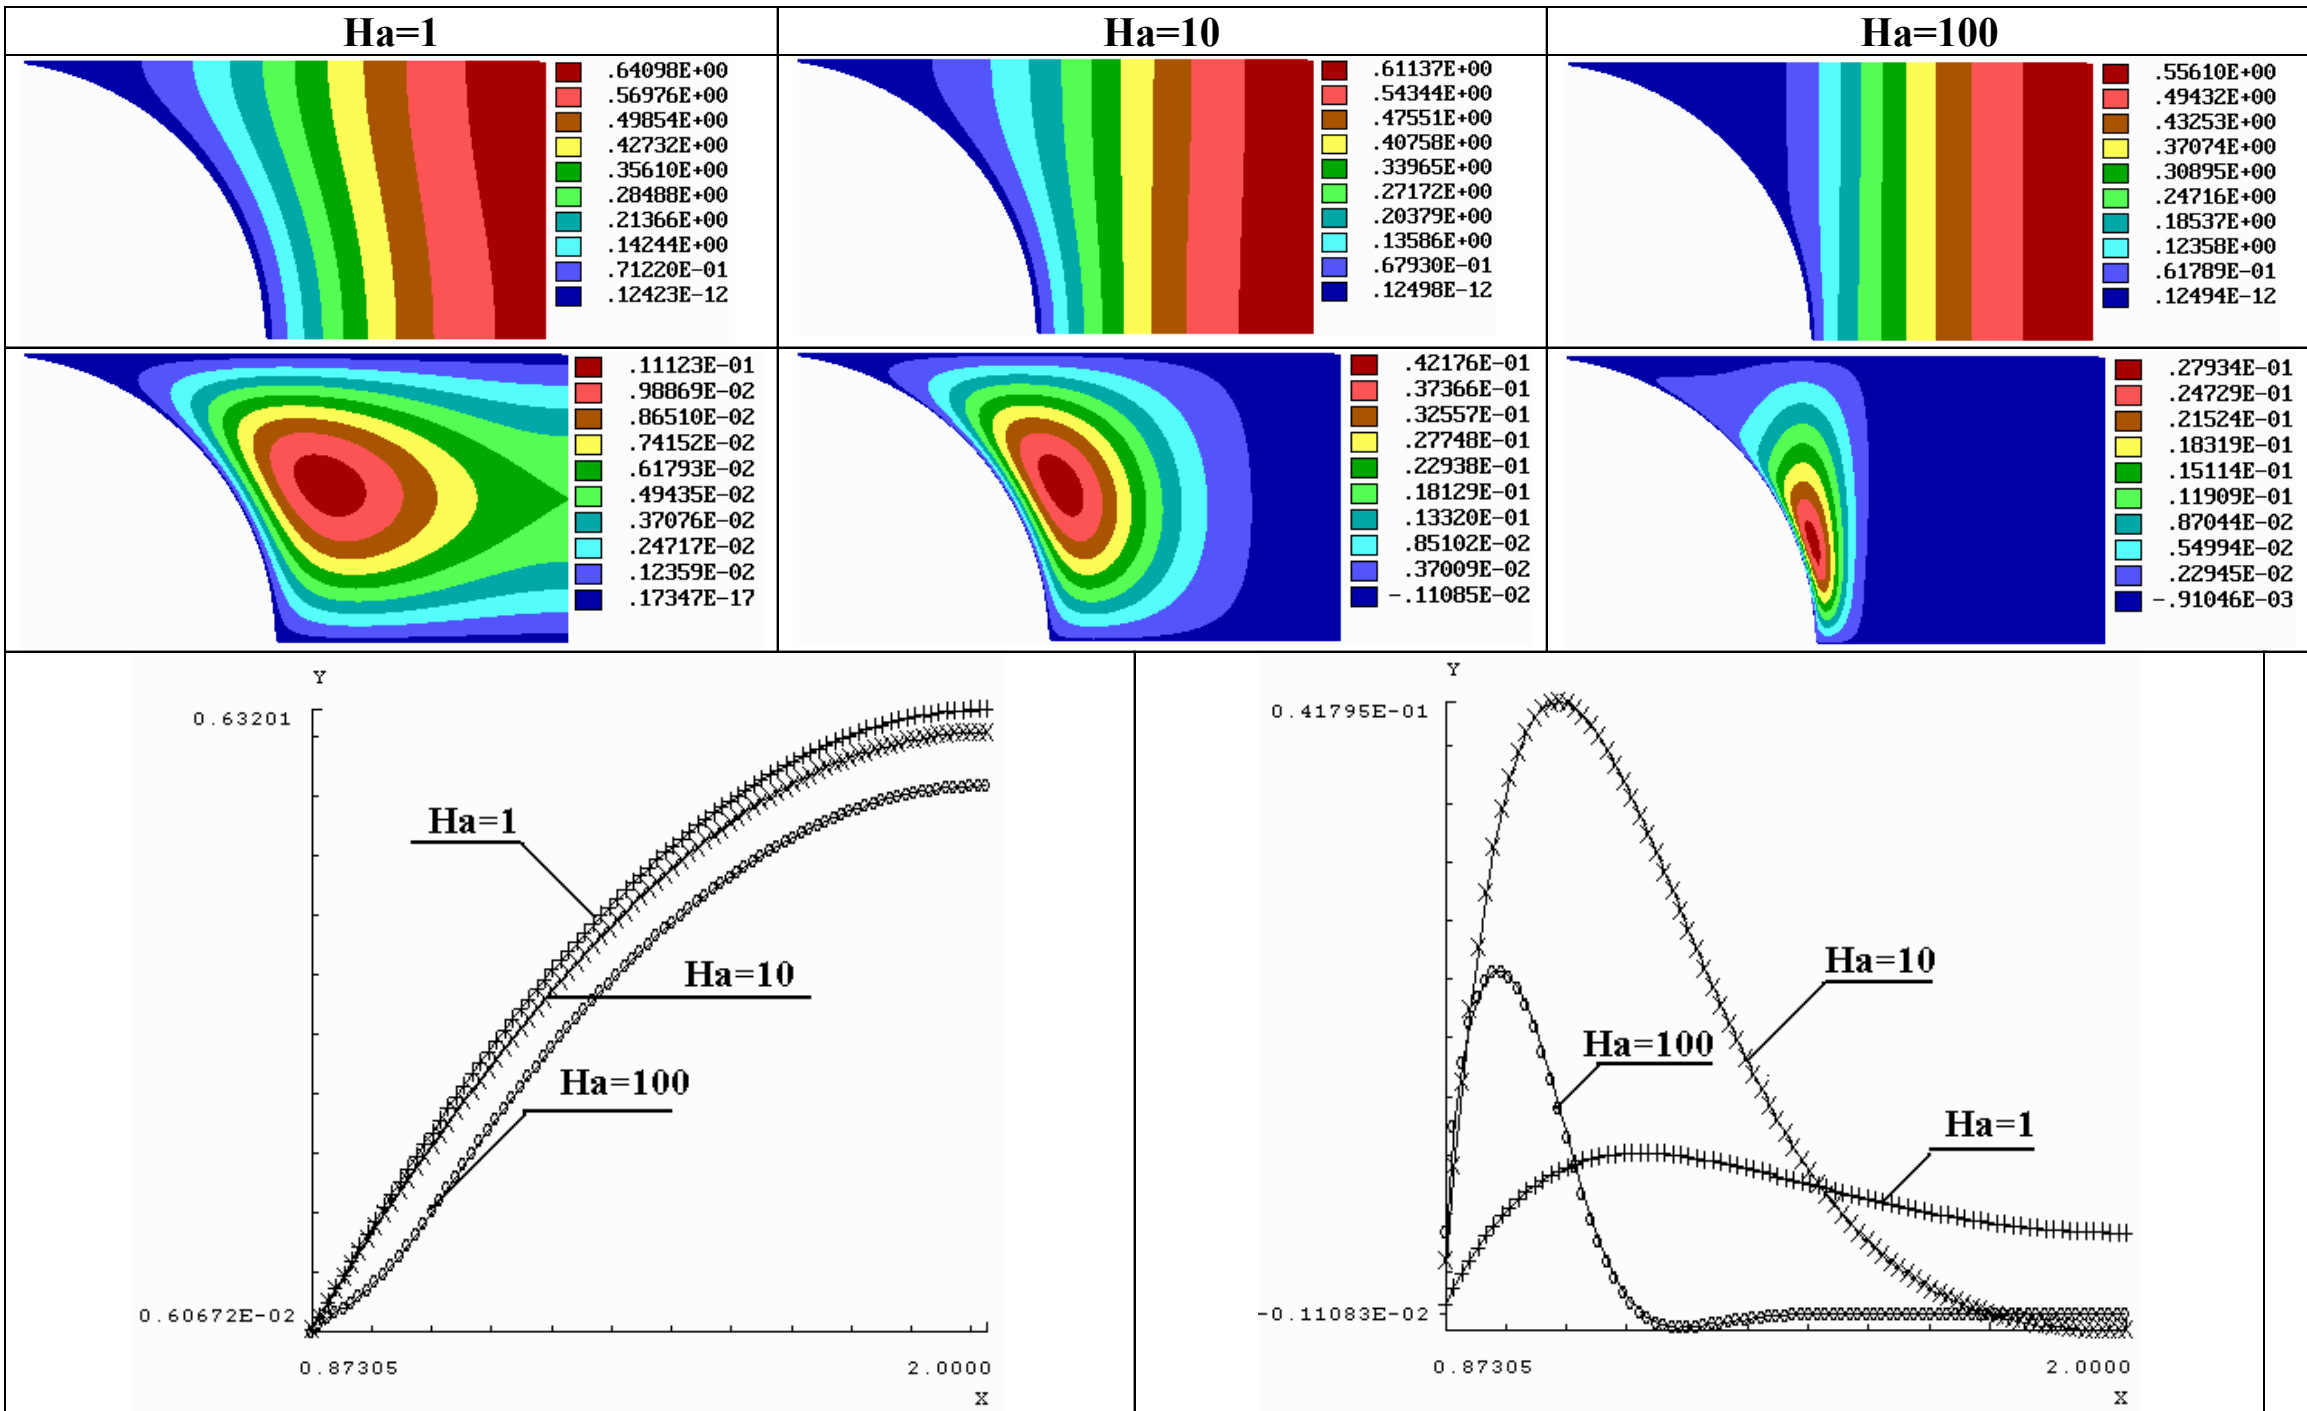 Ha=1
Ha=10
Ha=100
.64098E+00
.56976E+00
.49854E+00
.42732E+00
.35610E+00
.28488E+00
.21366E+00
.14244E+00
.71220E-01
.12423E-12
.61137E+00
.54344E+00
.47551E+00
.40758E+00
.33965E+00
.27172E+00
.20379E+00
.13586E+00
.67930E-01
.12498E-12
.55610E+00
.49432E+00
.43253E+00
.37074E+00
.30895E+00
.24716E+00
.18537E+00
.12358E+00
.61789E-01
.12494E-12
.11123E-01
.98869E-02
.86510E-02
.74152E-02
.61793E-02
.49435E-02
.37076E-02
.24717E-02
.12359E-02
.17347E-17
.42176E-01
.37366E-01
.32557E-01
.27748E-01
.22938E-01
.18129E-01
.13320E-01
.85102E-02
.37009E-02
-.11085E-02
.27934E-01
.24729E-01
.21524E-01
.18319E-01
.15114E-01
.11909E-01
.87044E-02
.54994E-02
.22945E-02
-.91046E-03
Y
0.63201
Ha=1
Ha=10
Ha=100
0.60672E-02
0.87305
2.0000
X
Y
0.41795E-01
Ha=10
Ha=100
Ha=1
-0.11083E-02
0.87305
2.0000
X